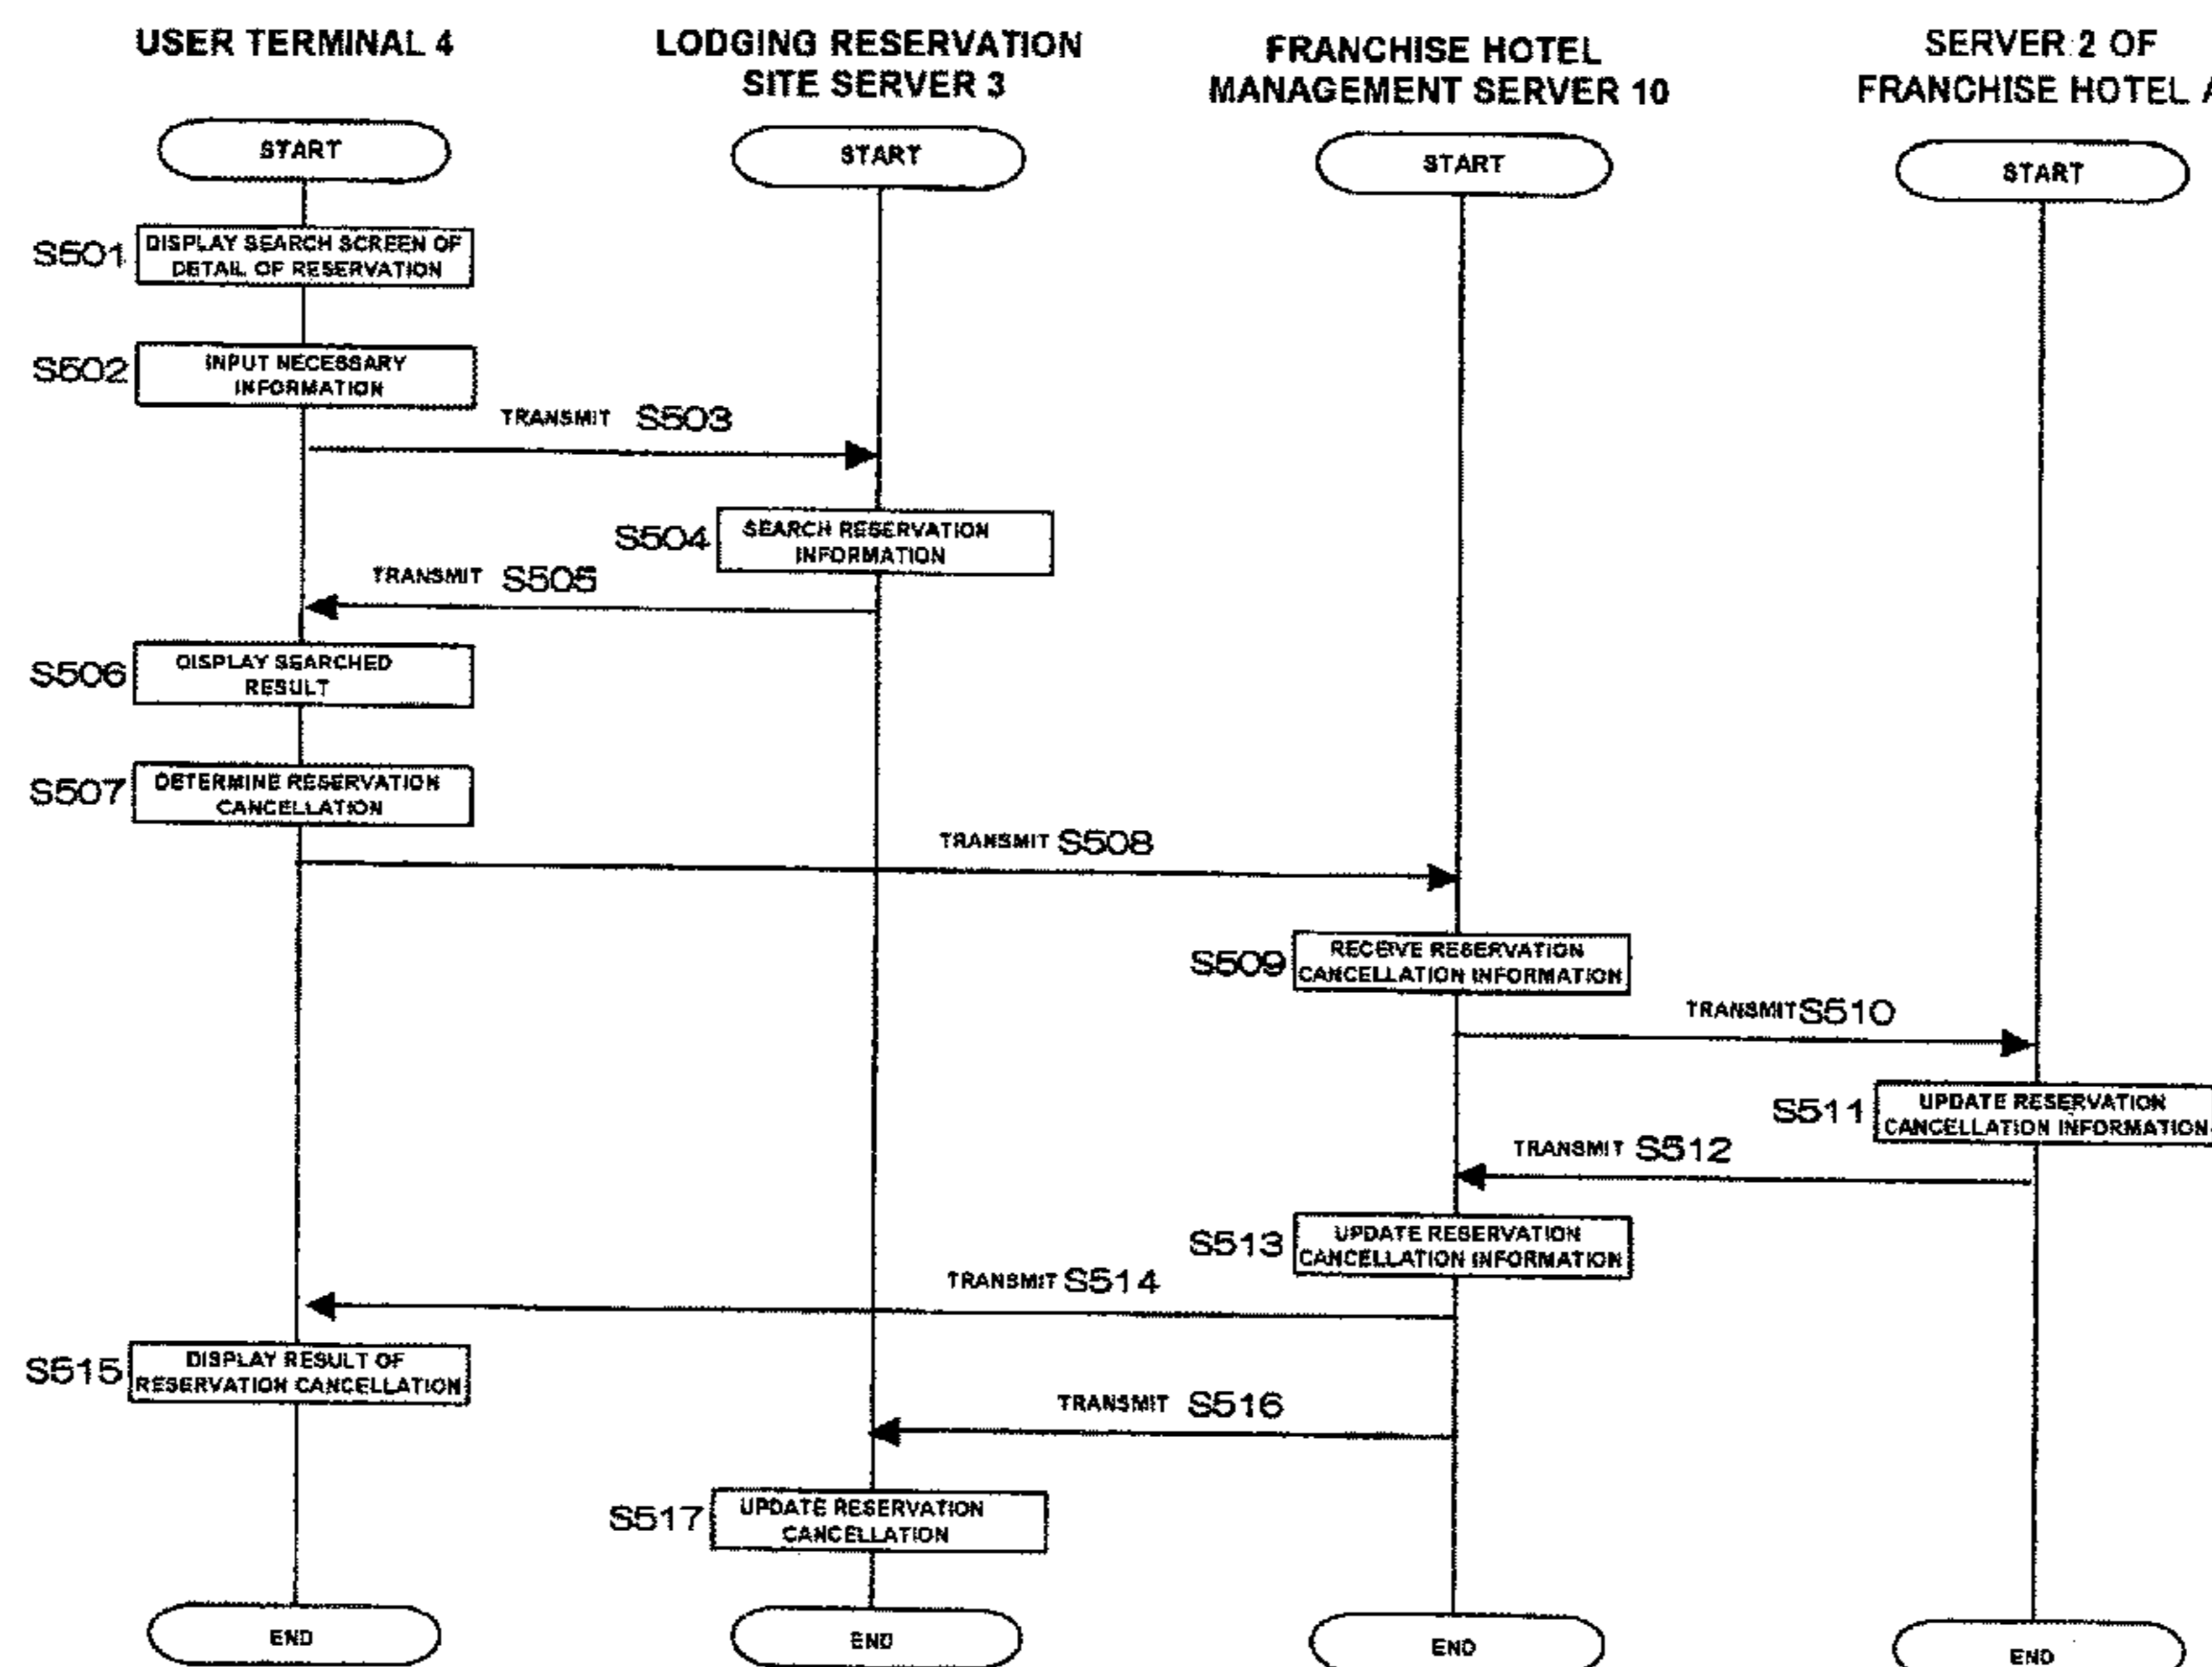 USER TERMINAL 4
LODGING RESERVATION
SITE SERVER 3
FRANCHISE HOTEL
MANAGEMENT SERVER 10
SERVER 2 OF
FRANCHISE HOTEL A
START
START
START
START
S501
DISPLAY SEARCH SCREEN OF
DETAIL OF RESERVATION
S502
INPUT NECESSARY
INFORMATION
TRANSMIT S503
S504
SEARCH RESERVATION
INFORMATION
TRANSMIT S505
S506
DISPLAY SEARCHED
RESULT
S507
DETERMINE RESERVATION
CANCELLATION
TRANSMIT S508
S509
RECEIVE RESERVATION
CANCELLATION INFORMATION
TRANSMIT S510
S511
UPDATE RESERVATION
CANCELLATION INFORMATION
TRANSMIT S512
S513
UPDATE RESERVATION
CANCELLATION INFORMATION
TRANSMIT S514
S515
DISPLAY RESULT OF
RESERVATION CANCELLATION
TRANSMIT S516
S517
UPDATE RESERVATION
CANCELLATION
END
END
END
END